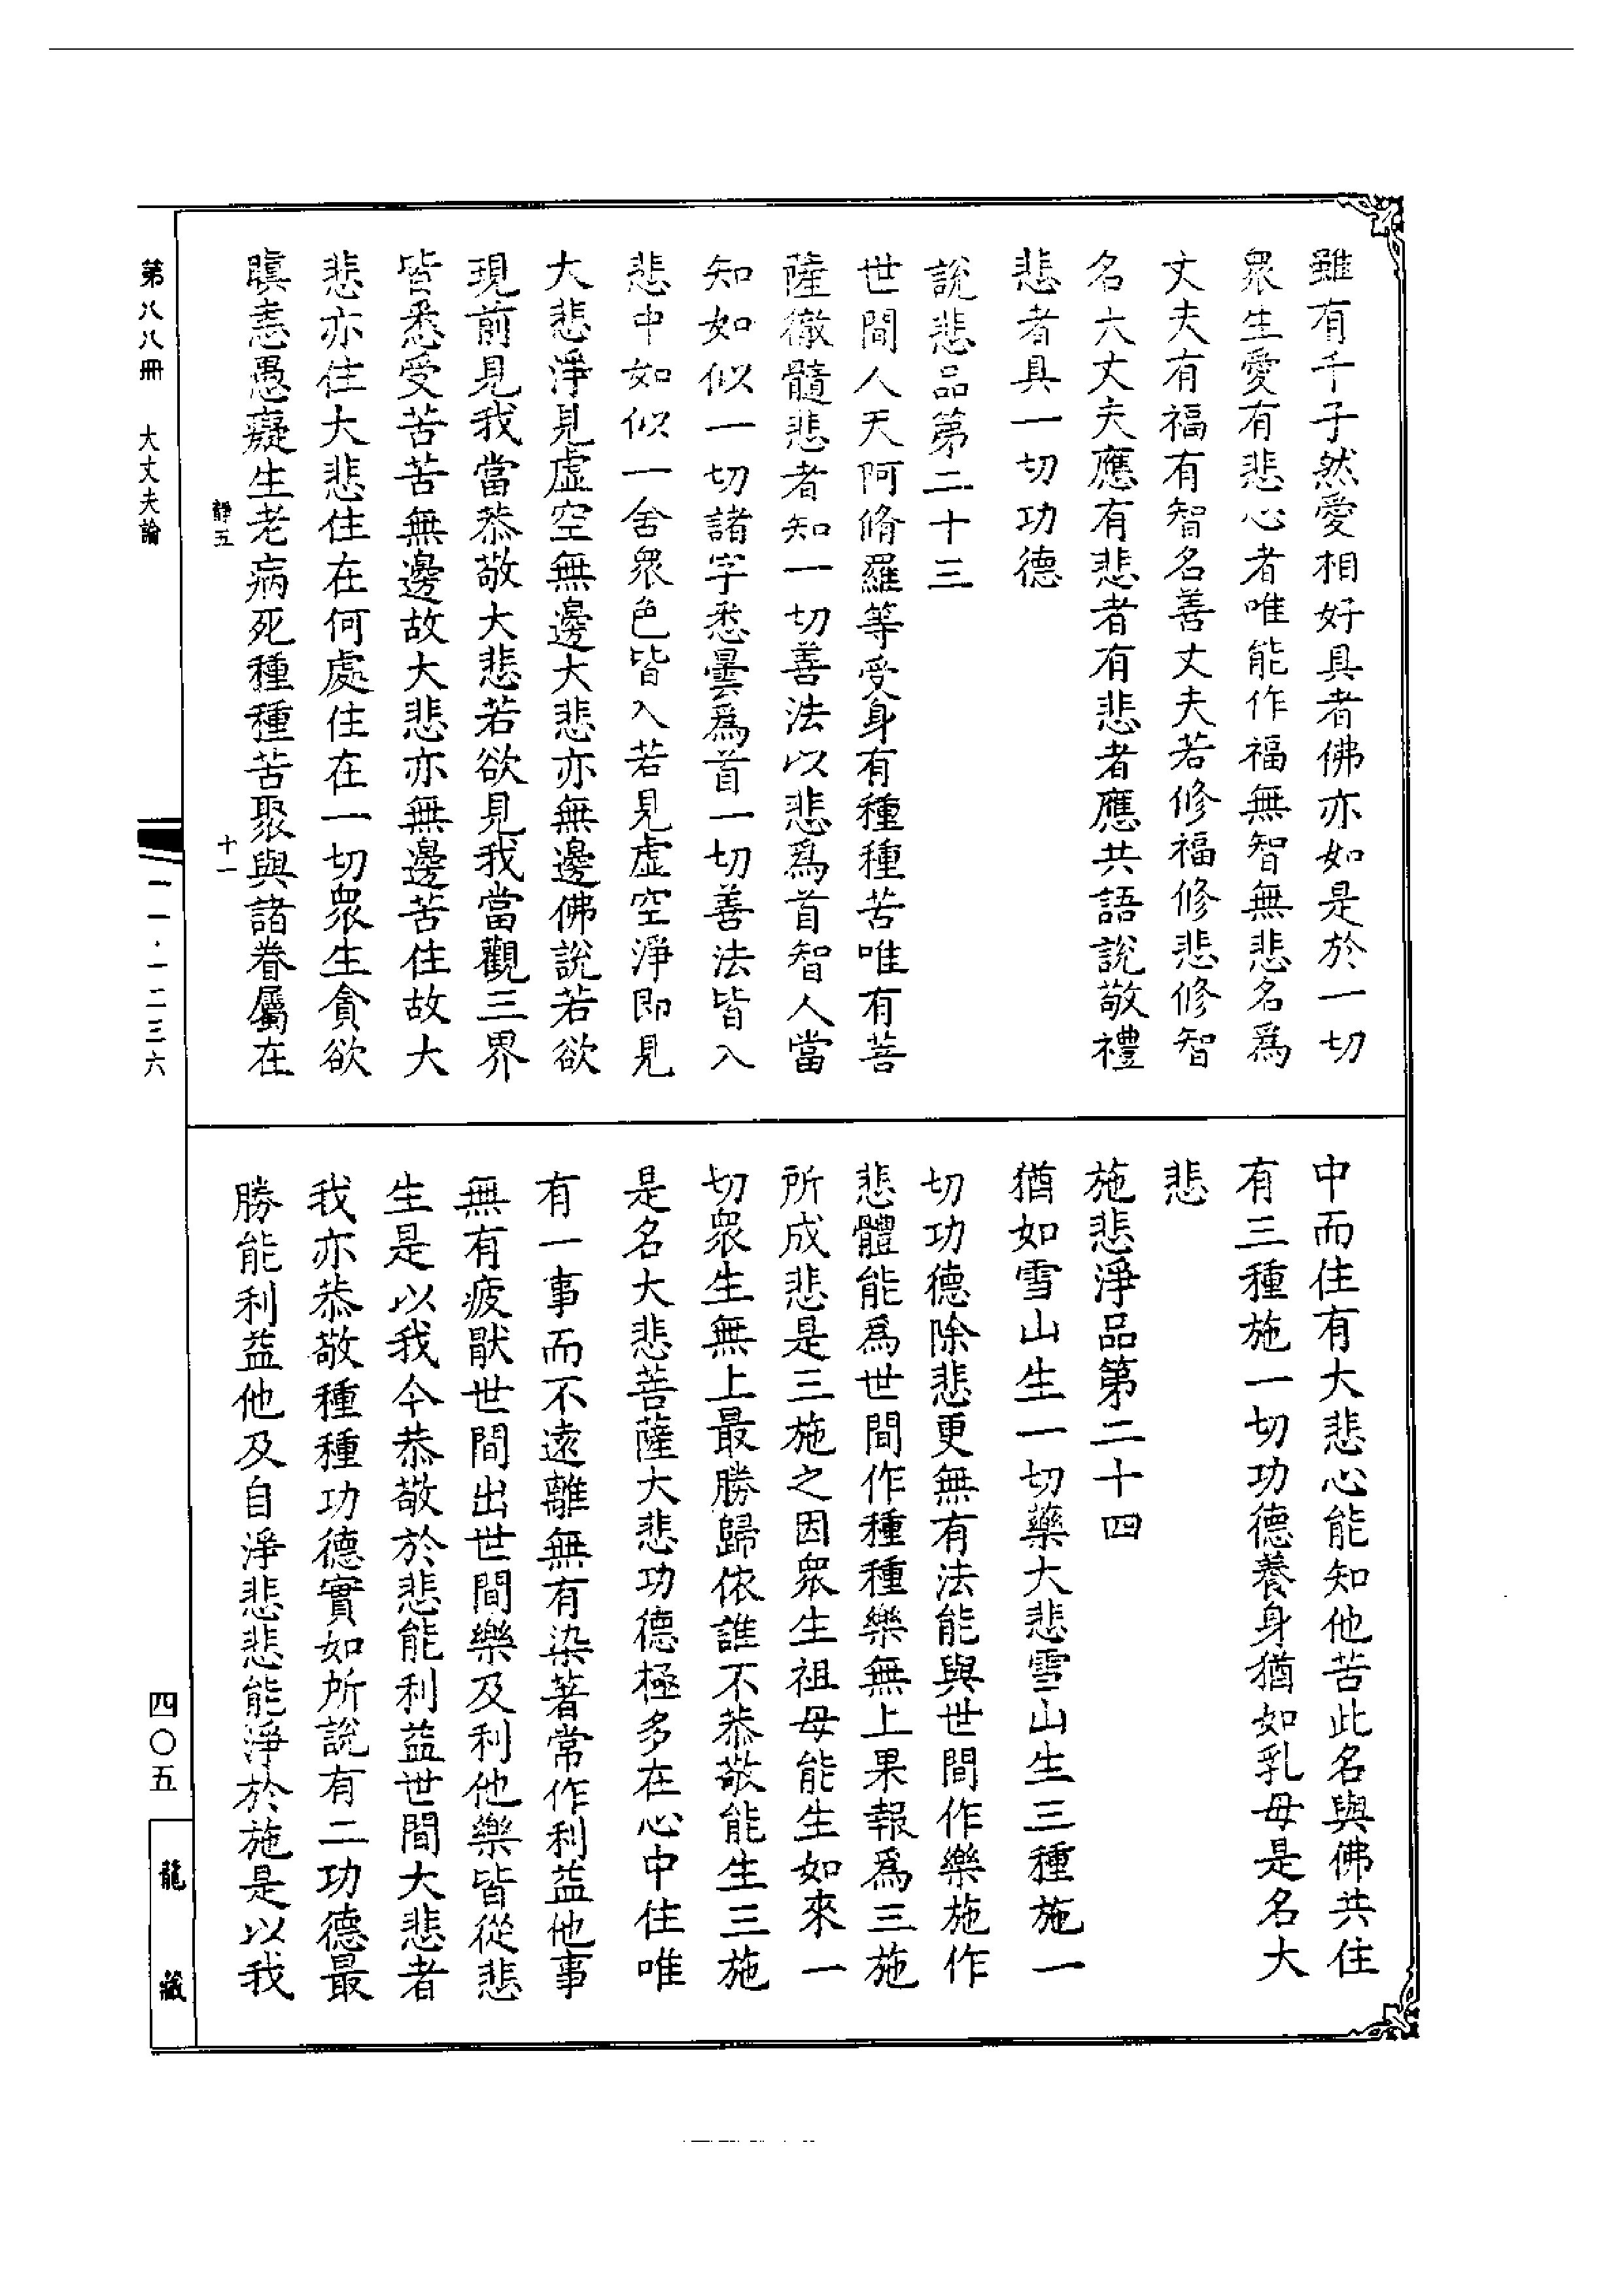 雖有千子然愛相好具者佛亦如是於一切
眾生愛有悲心者唯能作福無智無悲名為
丈夫有福有智名善丈夫若修福修悲修智
名大丈夫應有悲者有悲者應共語說敬禮
悲者具一切功德
說悲品第二十三
世間人天阿脩羅等受身有種種苦唯有菩
薩徹髓悲者知一切善法以悲為首智人當
知如似一切諸字悉曇為首一切善法皆入
悲中如似一舍眾色皆入若見虛空淨即見
大悲淨見虛空無邊大悲亦無邊佛說若欲
現前見我當恭敬大悲若欲見我當觀三界
皆悉受苦苦無邊故大悲亦無邊苦住故大
悲亦住大悲住在何處住在一切眾生貪欲
瞋恚愚癡生老病死種種苦聚與諸眷屬在
靜五 十一
中而住有大悲心能知他苦此名與佛共住
有三種施一切功德養身猶如乳母是名大
悲
施悲淨品第二十四
猶如雪山生一切藥大悲雪山生三種施一
切功德除悲更無有法能與世間作樂施作
悲體能為世間作種種樂無上果報為三施
所成悲是三施之因眾生祖母能生如來一
切眾生無上最勝歸依誰不恭敬能生三施
是名大悲菩薩大悲功德極多在心中住唯
有一事而不遠離無有染著常作利益他事
無有疲厭世間出世間樂及利他樂皆從悲
生是以我今恭敬於悲能利益世間大悲者
我亦恭敬種種功德實如所說有二功德最
勝能利益他及自淨悲悲能淨於施是以我
第八八冊 大丈夫論 一一·一二三六 四〇五 龍藏